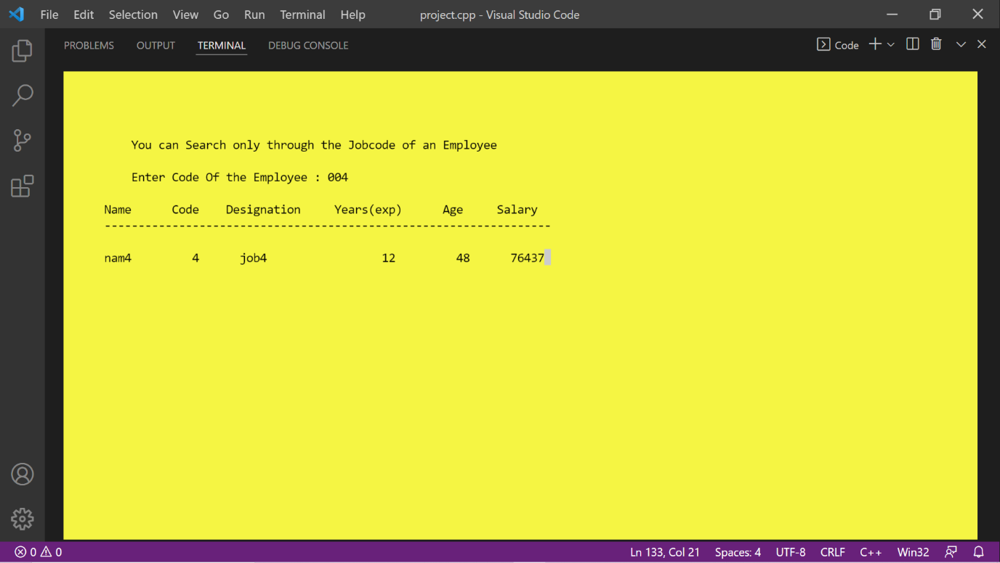 File Edit Selection View Go Run Terminal Help project.cpp - Visual Studio Code
PROBLEMS OUTPUT TERMINAL DEBUG CONSOLE Code
You can Search only through the Jobcode of an Employee
Enter Code Of the Employee : 004
Name Code Designation Years(exp) Age Salary
-------------------------------------------------------------------
nam4 4 job4 12 48 76437
0 0 Ln 133, Col 21 Spaces: 4 UTF-8 CRLF C++ Win32